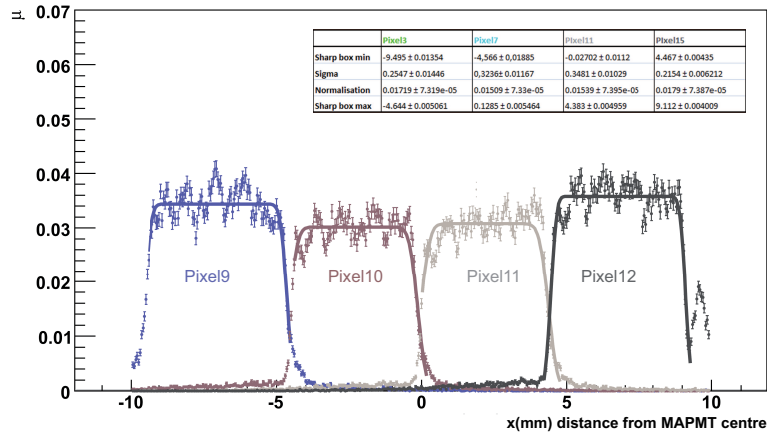 μ
0.07
0.06
0.05
0.04
0.03
0.02
0.01
0
Pixel3 Pixel7 Pixel11 Pixel15
Sharp box min -9.495 ± 0.01354 -4,566 ± 0,01885 -0.02702 ± 0.0112 4.467 ± 0.00435
Sigma 0.2547 ± 0.01446 0,3236± 0.01167 0.3481 ± 0.01029 0.2154 ± 0.006212
Normalisation 0.01719 ± 7.319e-05 0.01509 ± 7.33e-05 0.01539 ± 7.395e-05 0.0179 ± 7.387e-05
Sharp box max -4.644 ± 0.005061 0.1285 ± 0.005464 4.383 ± 0.004959 9.112 ± 0.004009
Pixel9 Pixel10 Pixel11 Pixel12
-10 -5 0 5 10
x(mm) distance from MAPMT centre